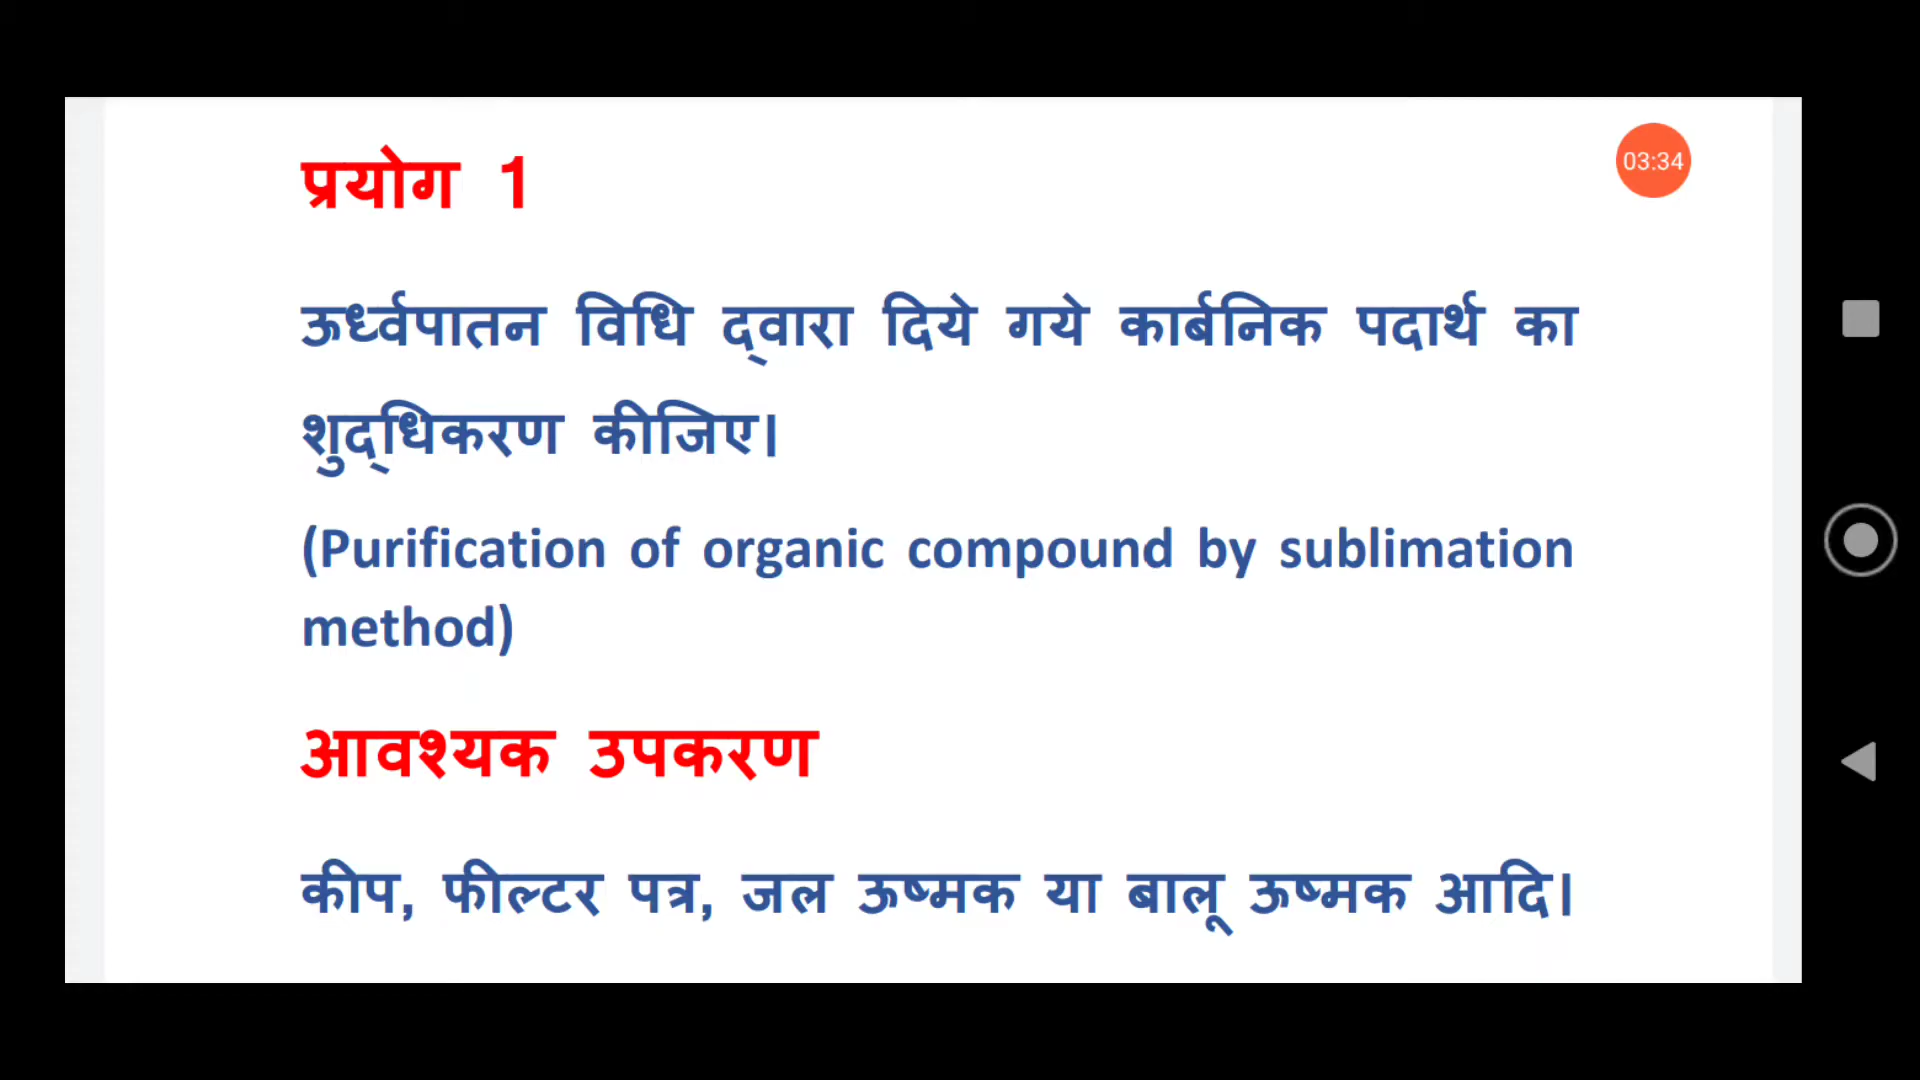 03:34
प्रयोग 1
ऊर्ध्वपातन विधि द्वारा दिये गये कार्बनिक पदार्थ का
शुद्धिकरण कीजिए।
(Purification of organic compound by sublimation
method)
आवश्यक उपकरण
कीप, फील्टर पत्र, जल ऊष्मक या बालू ऊष्मक आदि।